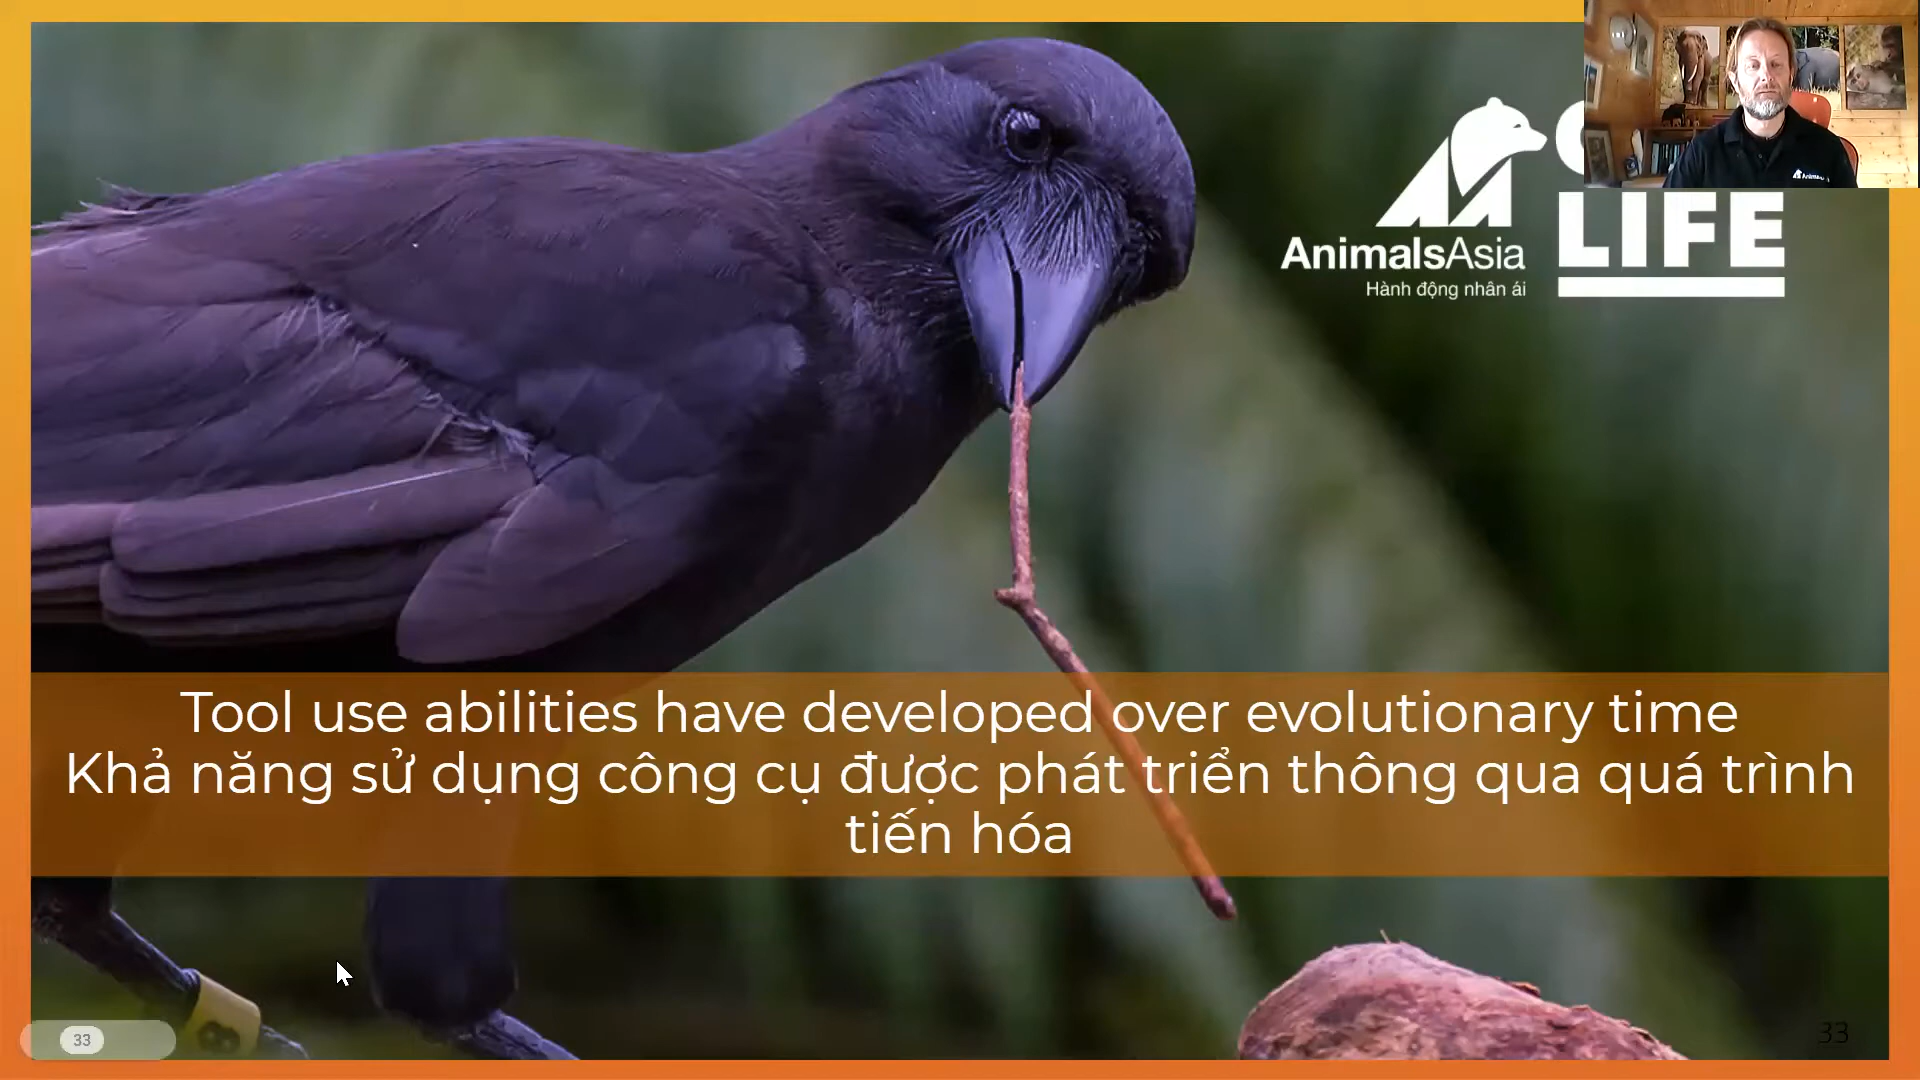 AnimalsAsia
Hành động nhân ái
LIFE
Tool use abilities have developed over evolutionary time
Khả năng sử dụng công cụ được phát triển thông qua quá trình
tiến hóa
33
33